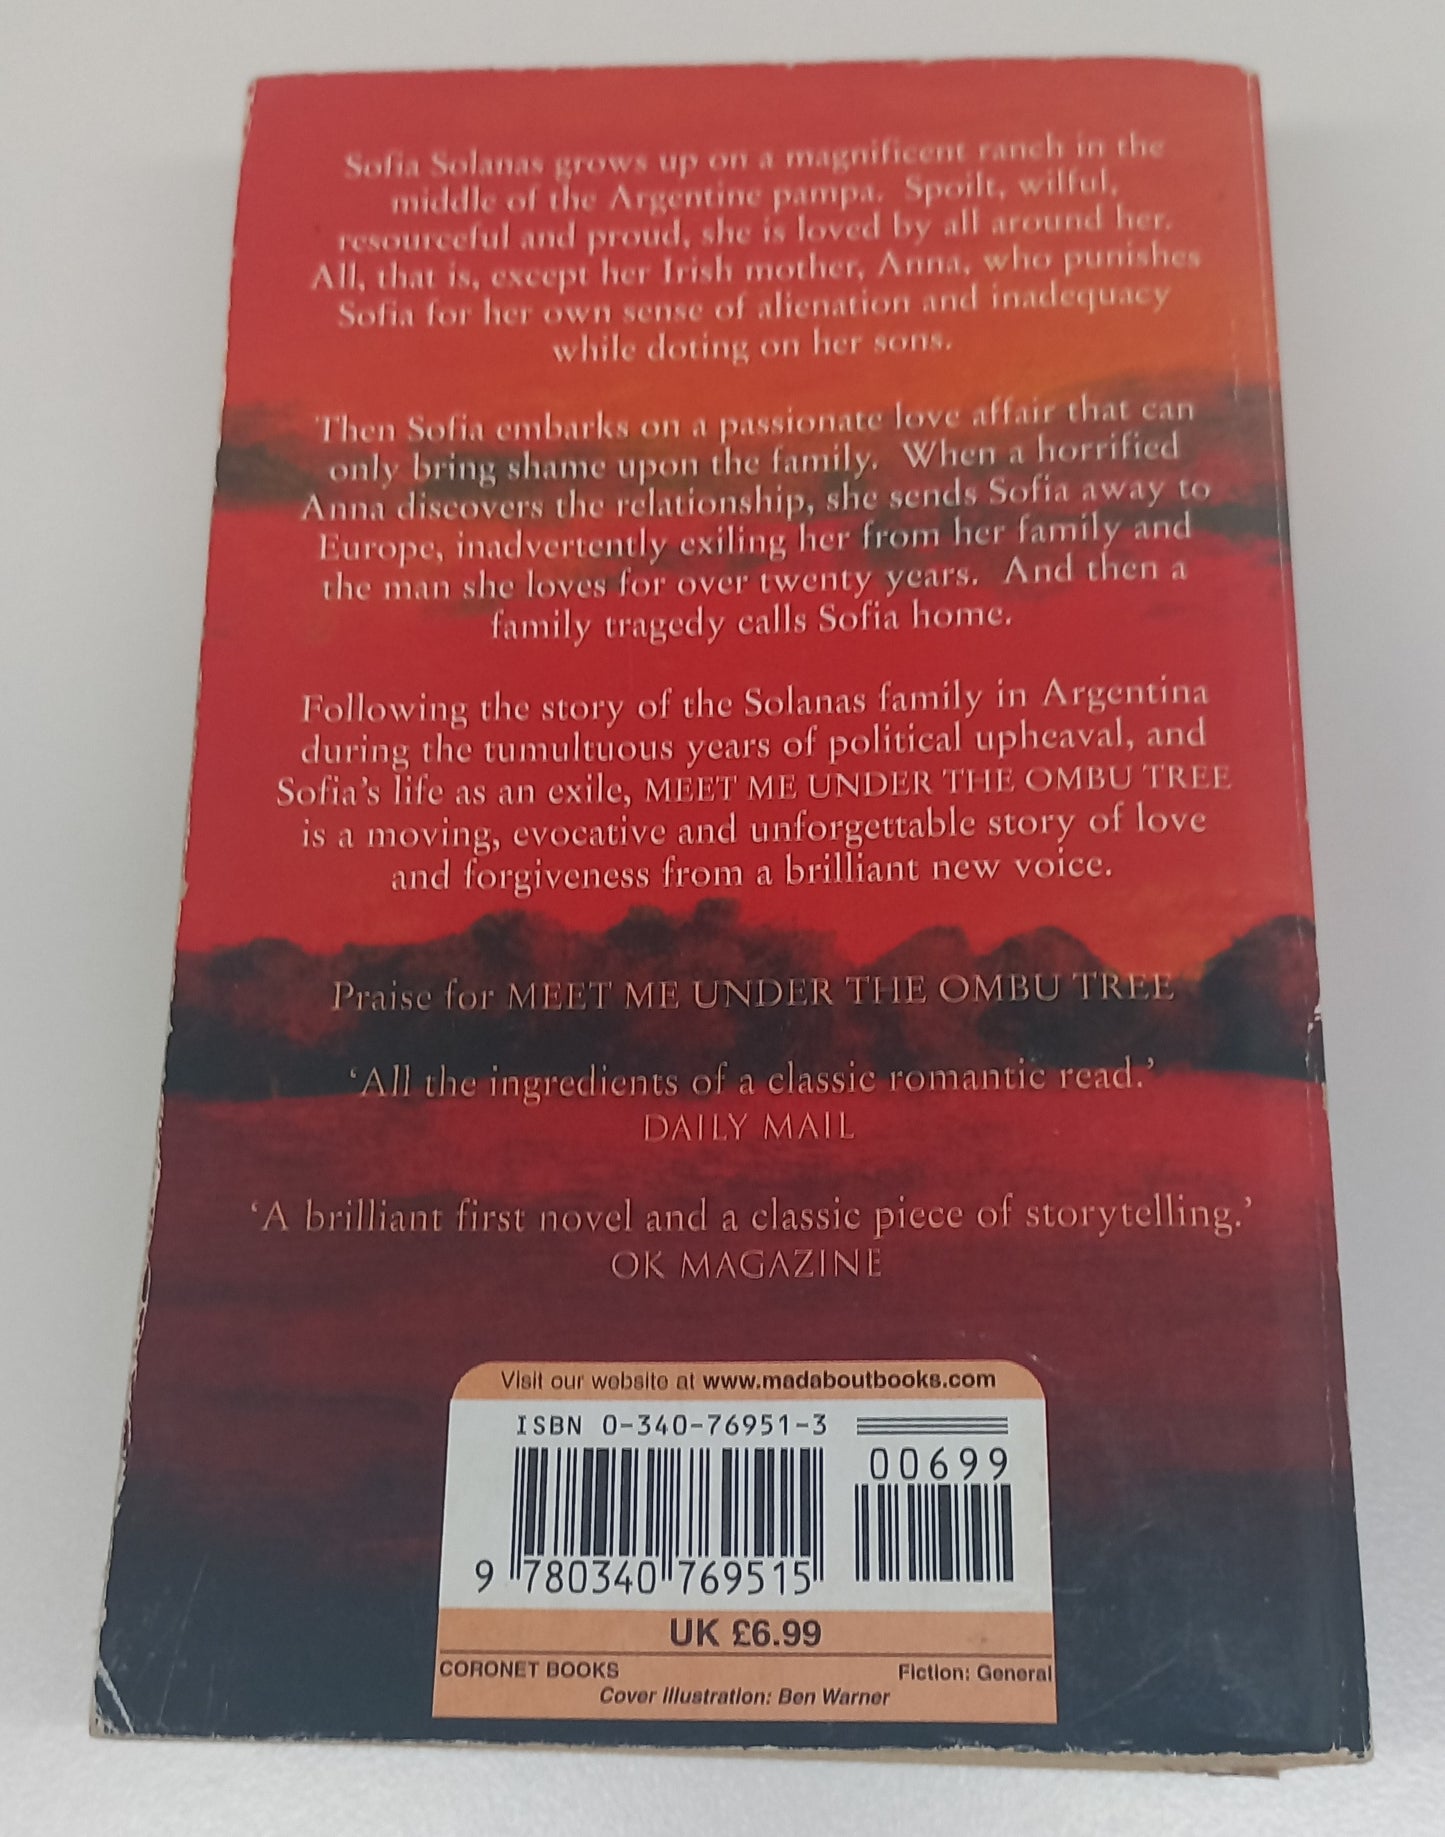 Sofia Solanas grows up on a magnificent ranch in the
middle of the Argentine pampa. Spoilt, wilful,
resourceful and proud, she is loved by all around her.
All, that is, except her Irish mother, Anna, who punishes
Sofia for her own sense of alienation and inadequacy
while doting on her sons.
Then Sofia embarks on a passionate love affair that can
only bring shame upon the family. When a horrified
Anna discovers the relationship, she sends Sofia away to
Europe, inadvertently exiling her from her family and
the man she loves for over twenty years. And then a
family tragedy calls Sofia home.
Following the story of the Solanas family in Argentina
during the tumultuous years of political upheaval, and
Sofia's life as an exile, MEET ME UNDER THE OMBU TREE
is a moving, evocative and unforgettable story of love
and forgiveness from a brilliant new voice.
Praise for MEET ME UNDER THE OMBU TREE
'All the ingredients of a classic romantic read.'
DAILY MAIL
'A brilliant first novel and a classic piece of storytelling.'
OK MAGAZINE
Visit our website at www.madaboutbooks.com
ISBN 0-340-76951-3
00699
9 780340 769515
UK £6.99
CORONET BOOKS Fiction: General
Cover illustration: Ben Warner